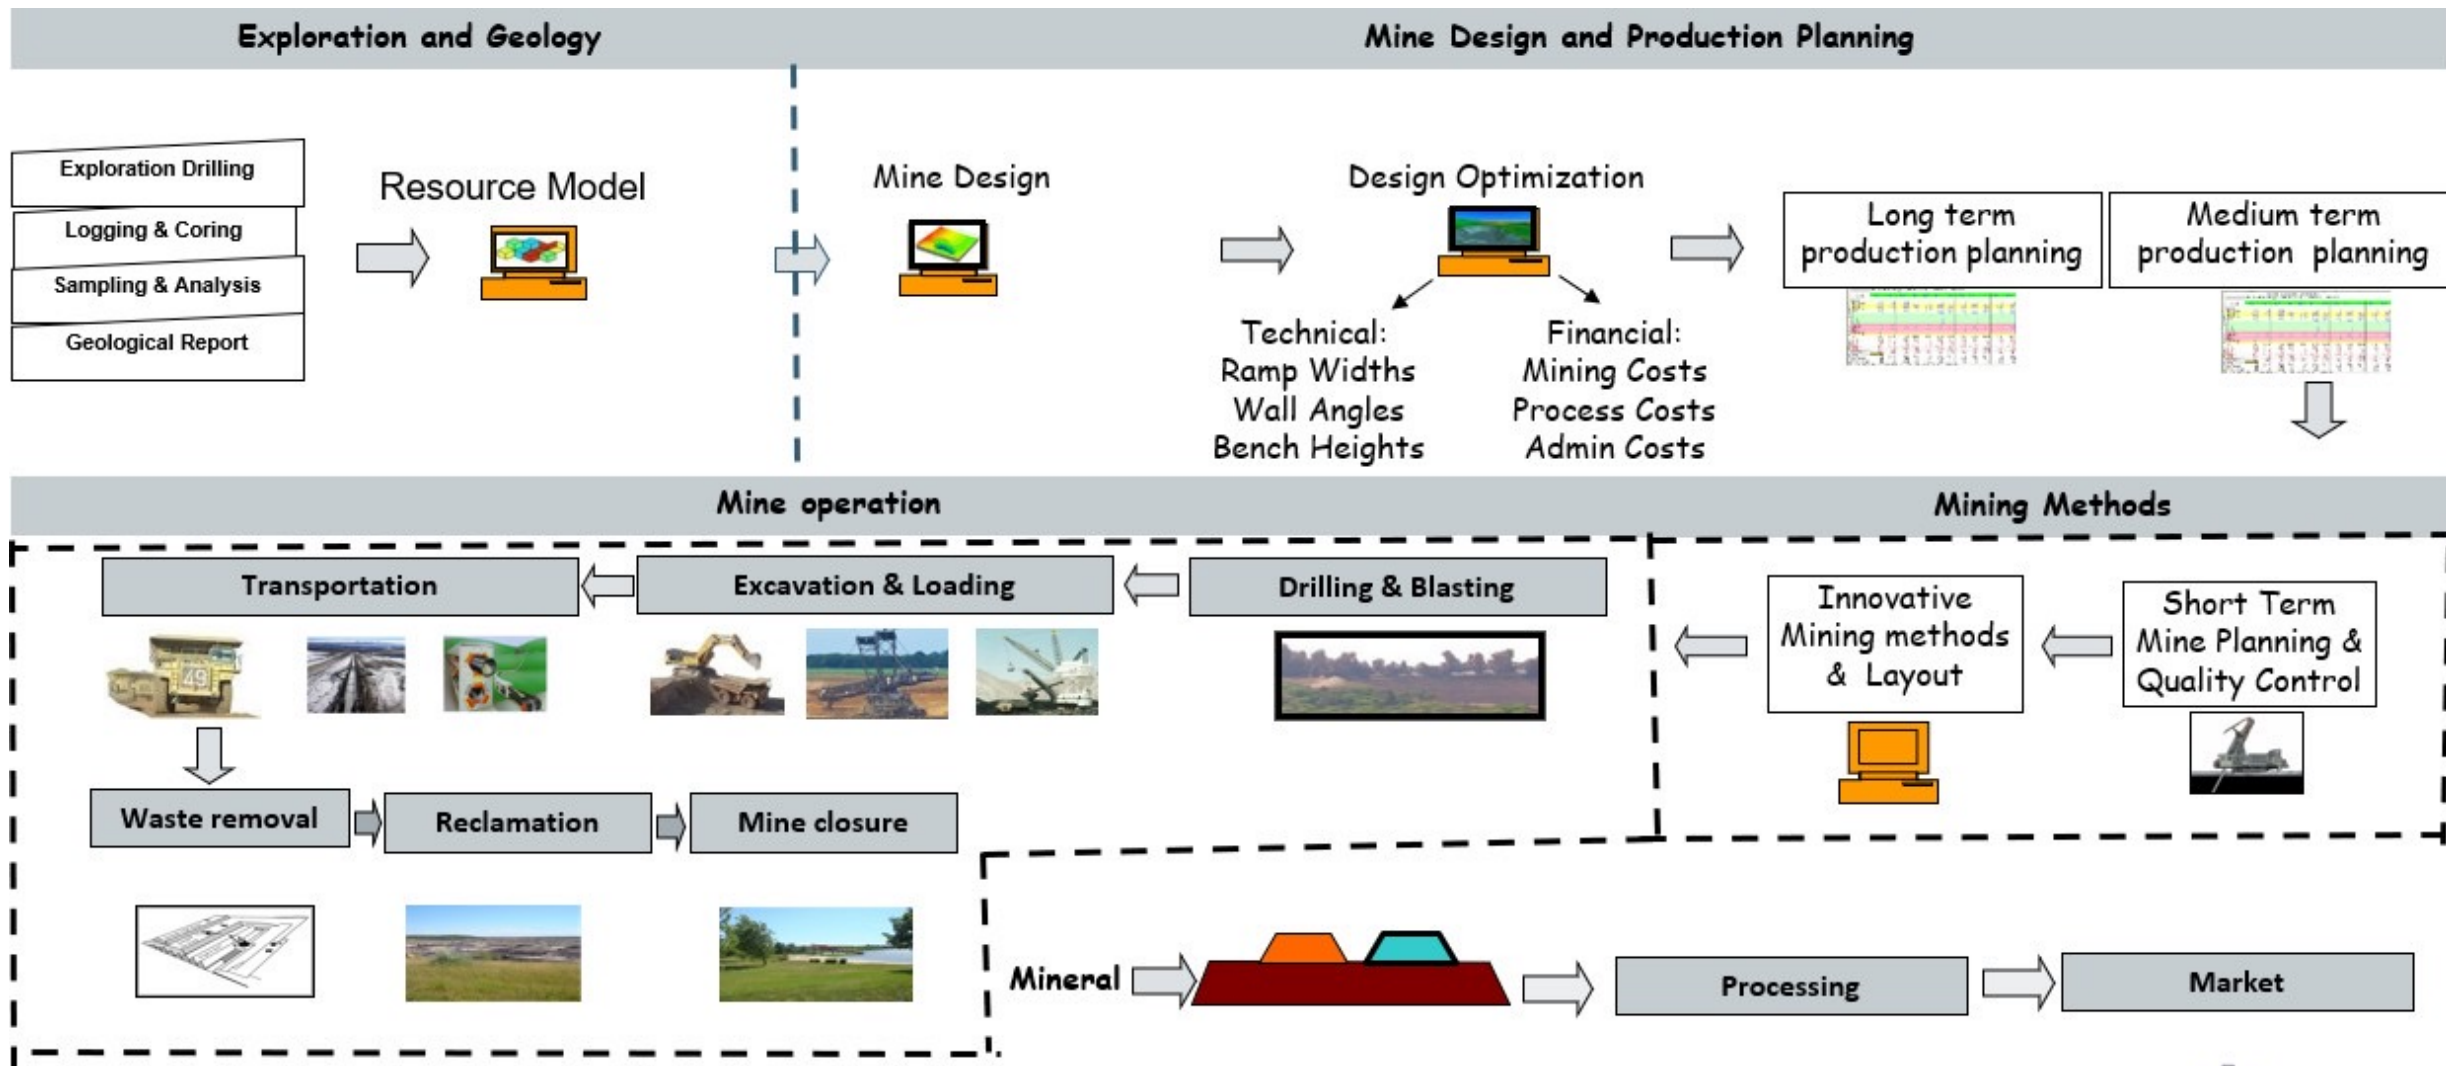 Exploration and Geology
Mine Design and Production Planning
Exploration Drilling
Logging & Coring
Sampling & Analysis
Geological Report
Resource Model
Mine Design
Design Optimization
Technical:
Ramp Widths
Wall Angles
Bench Heights
Financial:
Mining Costs
Process Costs
Admin Costs
Long term
production planning
Medium term
production planning
Mine operation
Mining Methods
Transportation
Excavation & Loading
Drilling & Blasting
Innovative
Mining methods
& Layout
Short Term
Mine Planning &
Quality Control
49
Waste removal
Reclamation
Mine closure
Mineral
Processing
Market